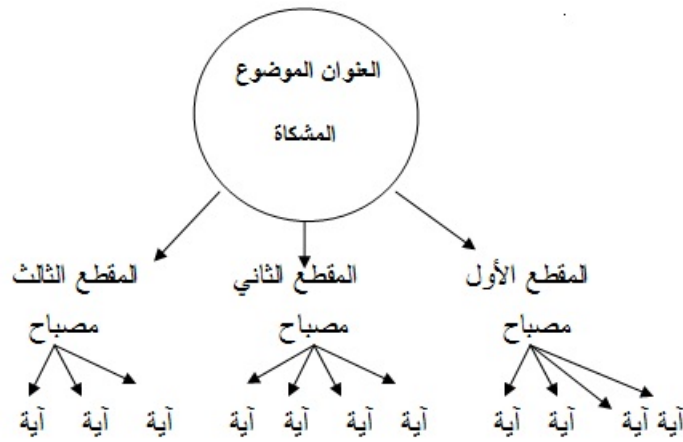 العنوان الموضوع
المشكاة
المقطع الأول المقطع الثاني المقطع الثالث
مصباح مصباح مصباح
آية آية آية آية آية آية آية آية آية آية آية